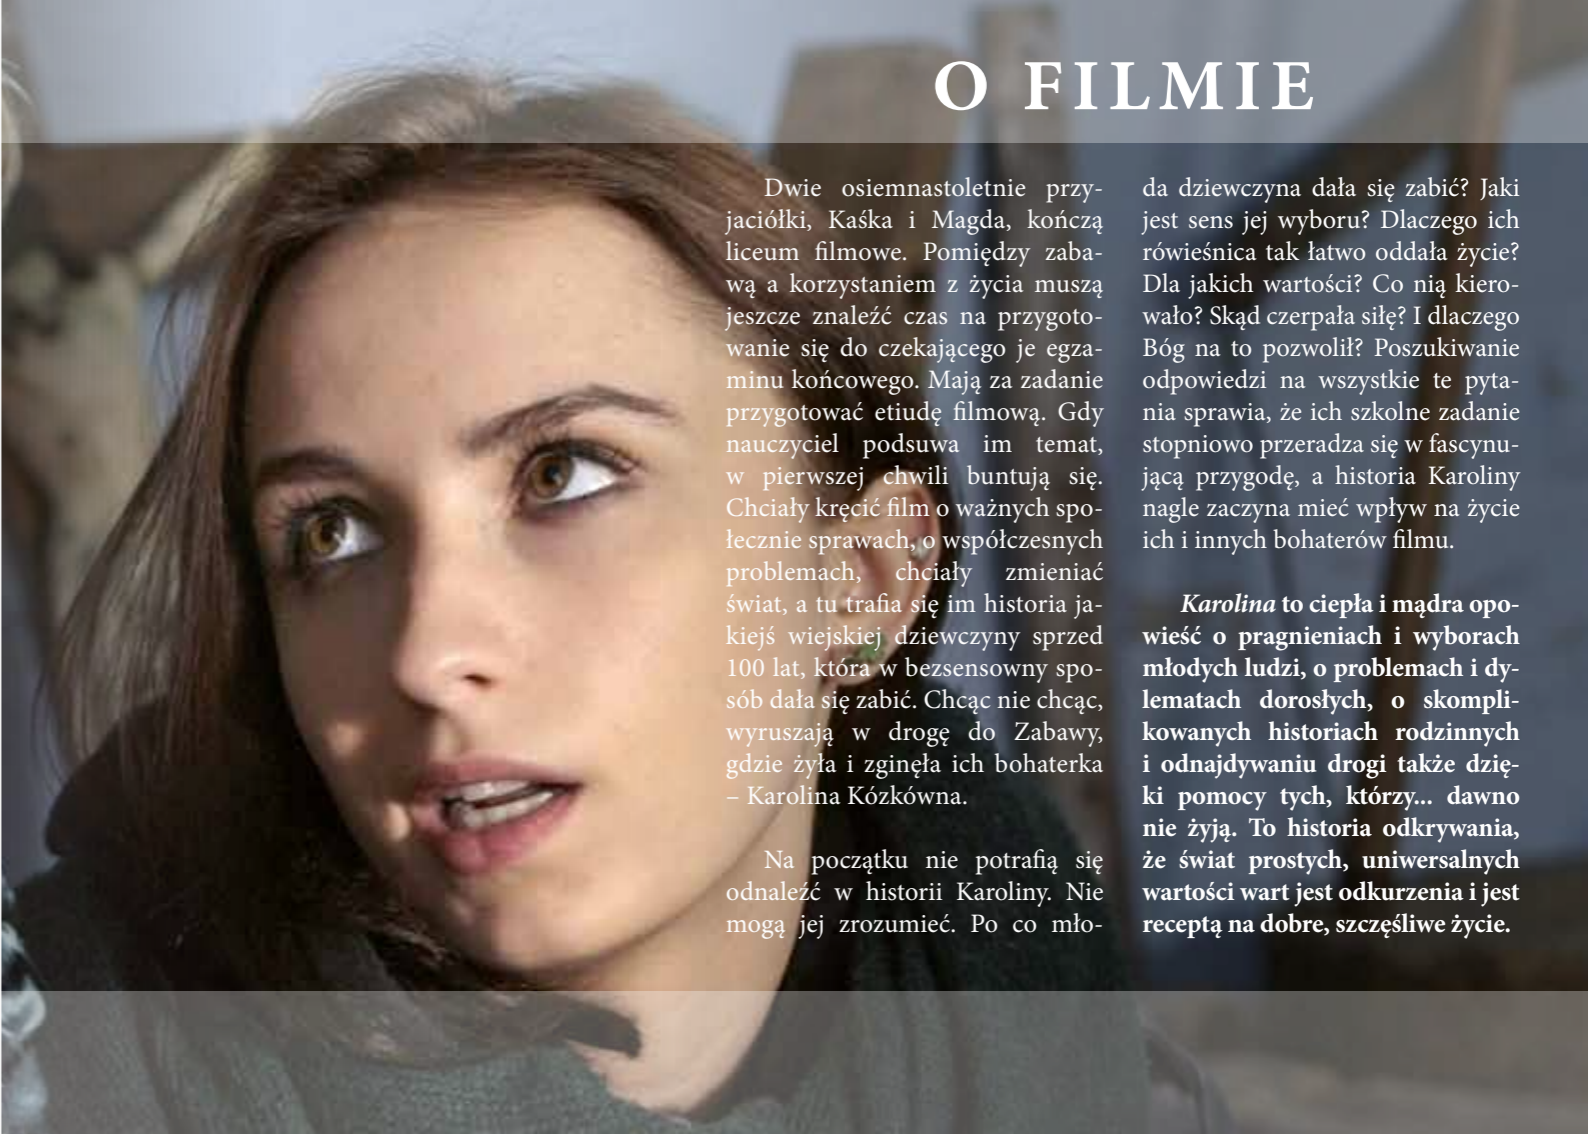 O FILMIE
Dwie osiemnastoletnie przy-
jaciółki, Kaśka i Magda, kończą
liceum filmowe. Pomiędzy zaba-
wą a korzystaniem z życia muszą
jeszcze znaleźć czas na przygoto-
wanie się do czekającego je egza-
minu końcowego. Mają za zadanie
przygotować etiudę filmową. Gdy
nauczyciel podsuwa im temat,
w pierwszej chwili buntują się.
Chciały kręcić film o ważnych spo-
łecznie sprawach, o współczesnych
problemach, chciały zmieniać
świat, a tu trafia się im historia ja-
kiejś wiejskiej dziewczyny sprzed
100 lat, która w bezsensowny spo-
sób dała się zabić. Chcąc nie chcąc,
wyruszają w drogę do Zabawy,
gdzie żyła i zginęła ich bohaterka
– Karolina Kózkówna.
Na początku nie potrafią się
odnaleźć w historii Karoliny. Nie
mogą jej zrozumieć. Po co mło-
da dziewczyna dała się zabić? Jaki
jest sens jej wyboru? Dlaczego ich
rówieśnica tak łatwo oddała życie?
Dla jakich wartości? Co nią kiero-
wało? Skąd czerpała siłę? I dlaczego
Bóg na to pozwolił? Poszukiwanie
odpowiedzi na wszystkie te pyta-
nia sprawia, że ich szkolne zadanie
stopniowo przeradza się w fascynu-
jącą przygodę, a historia Karoliny
nagle zaczyna mieć wpływ na życie
ich i innych bohaterów filmu.
Karolina to ciepła i mądra opo-
wieść o pragnieniach i wyborach
młodych ludzi, o problemach i dy-
lematach dorosłych, o skompli-
kowanych historiach rodzinnych
i odnajdywaniu drogi także dzię-
ki pomocy tych, którzy... dawno
nie żyją. To historia odkrywania,
że świat prostych, uniwersalnych
wartości wart jest odkurzenia i jest
receptą na dobre, szczęśliwe życie.